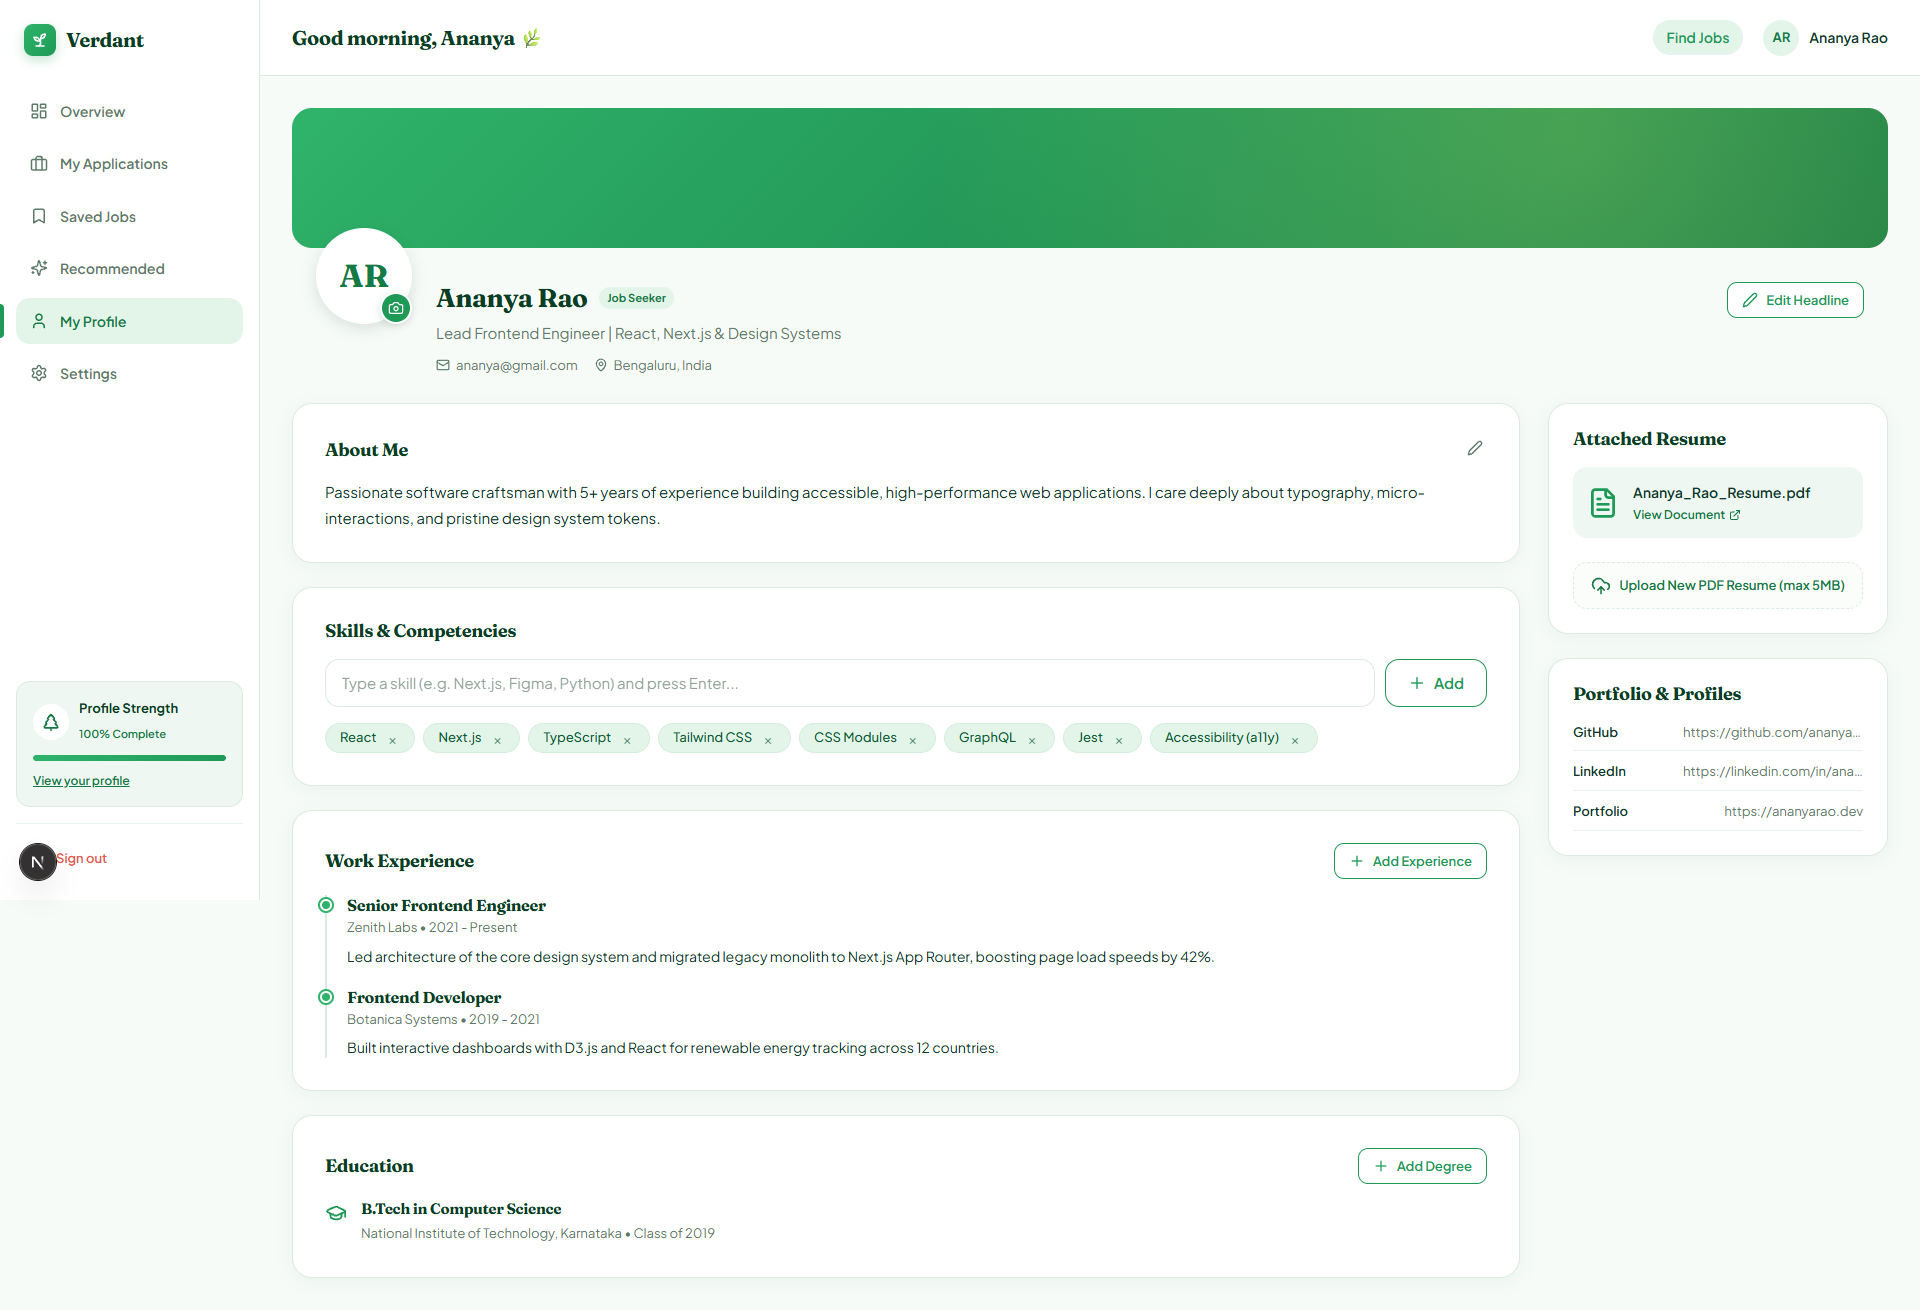 Verdant
Overview
My Applications
Saved Jobs
Recommended
My Profile
Settings
Profile Strength
100% Complete
View your profile
N
Sign out
Good morning, Ananya 🌿
Find Jobs
AR
Ananya Rao
AR
Ananya Rao
Job Seeker
Lead Frontend Engineer | React, Next.js & Design Systems
ananya@gmail.com
Bengaluru, India
Edit Headline
About Me
Passionate software craftsman with 5+ years of experience building accessible, high-performance web applications. I care deeply about typography, micro-
interactions, and pristine design system tokens.
Skills & Competencies
Type a skill (e.g. Next.js, Figma, Python) and press Enter...
+ Add
React ×
Next.js ×
TypeScript ×
Tailwind CSS ×
CSS Modules ×
GraphQL ×
Jest ×
Accessibility (a11y) ×
Work Experience
+ Add Experience
Senior Frontend Engineer
Zenith Labs • 2021 - Present
Led architecture of the core design system and migrated legacy monolith to Next.js App Router, boosting page load speeds by 42%.
Frontend Developer
Botanica Systems • 2019 - 2021
Built interactive dashboards with D3.js and React for renewable energy tracking across 12 countries.
Education
+ Add Degree
B.Tech in Computer Science
National Institute of Technology, Karnataka • Class of 2019
Attached Resume
Ananya_Rao_Resume.pdf
View Document
Upload New PDF Resume (max 5MB)
Portfolio & Profiles
GitHub
https://github.com/ananya...
LinkedIn
https://linkedin.com/in/ana...
Portfolio
https://ananyarao.dev